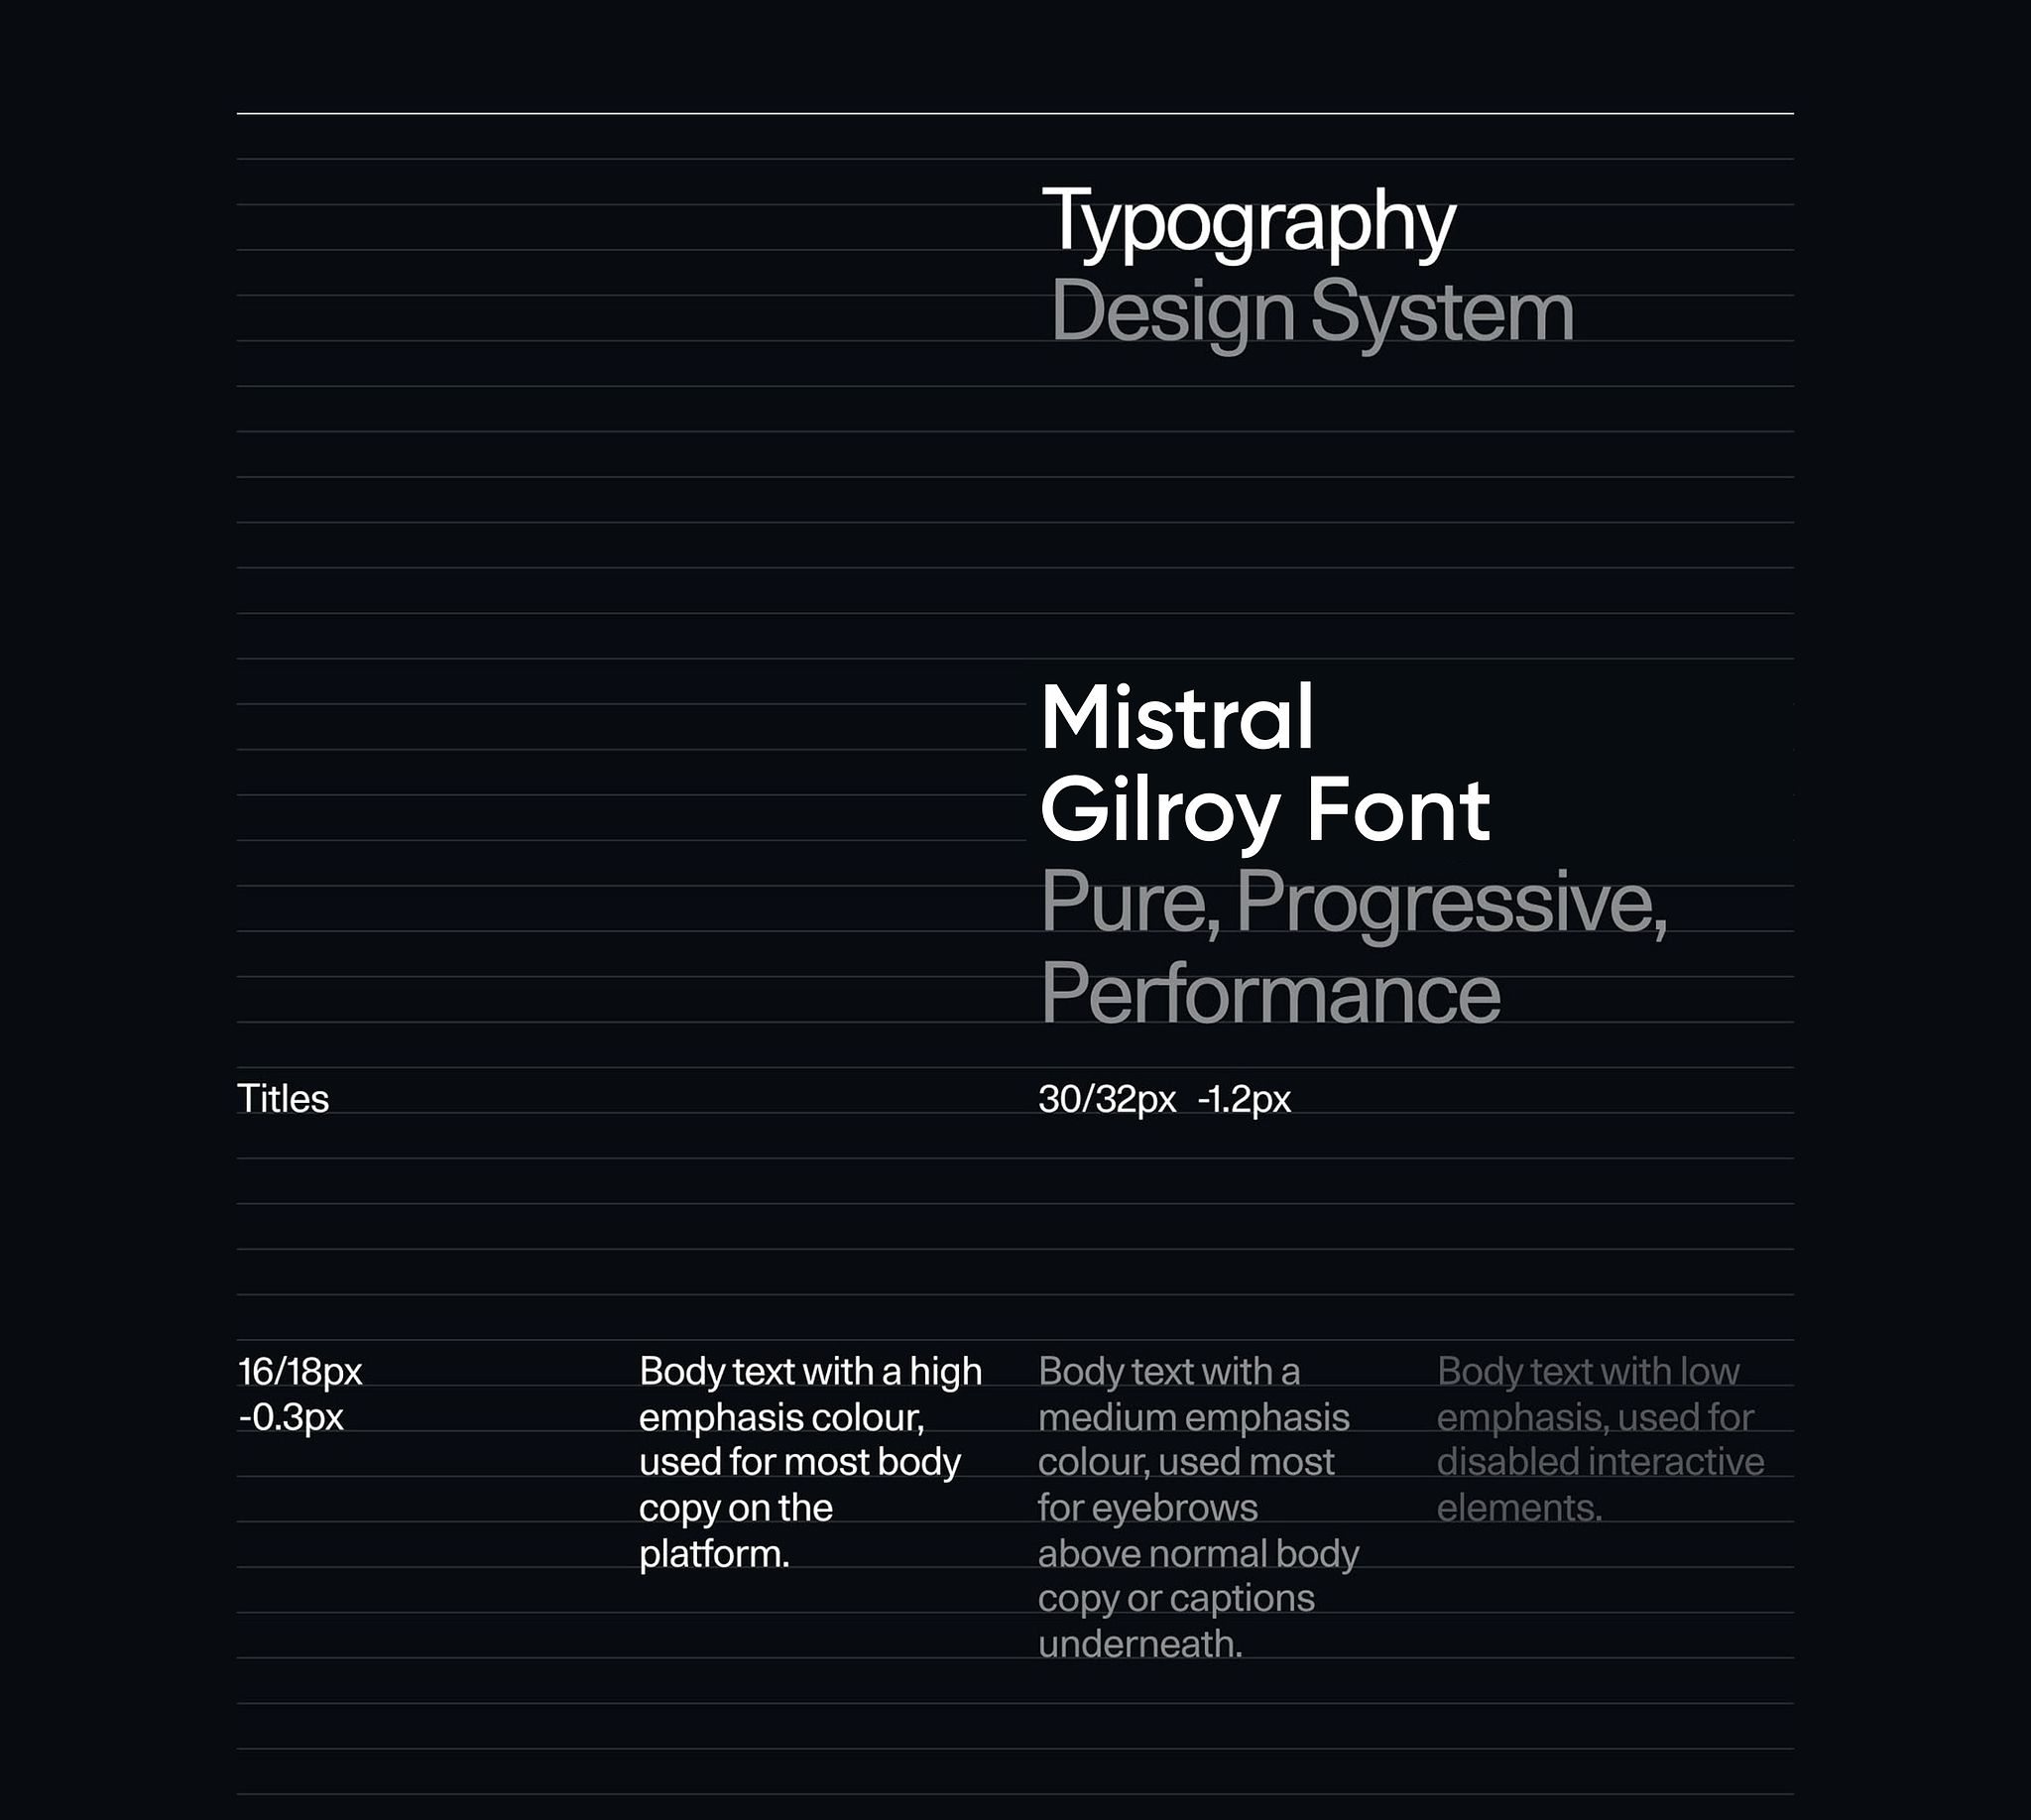 Typography
Design System
Mistral
Gilroy Font
Pure, Progressive,
Performance
Titles
30/32px -1.2px
16/18px
-0.3px
Body text with a high
emphasis colour,
used for most body
copy on the
platform.
Body text with a
medium emphasis
colour, used most
for eyebrows
above normal body
copy or captions
underneath.
Body text with low
emphasis, used for
disabled interactive
elements.